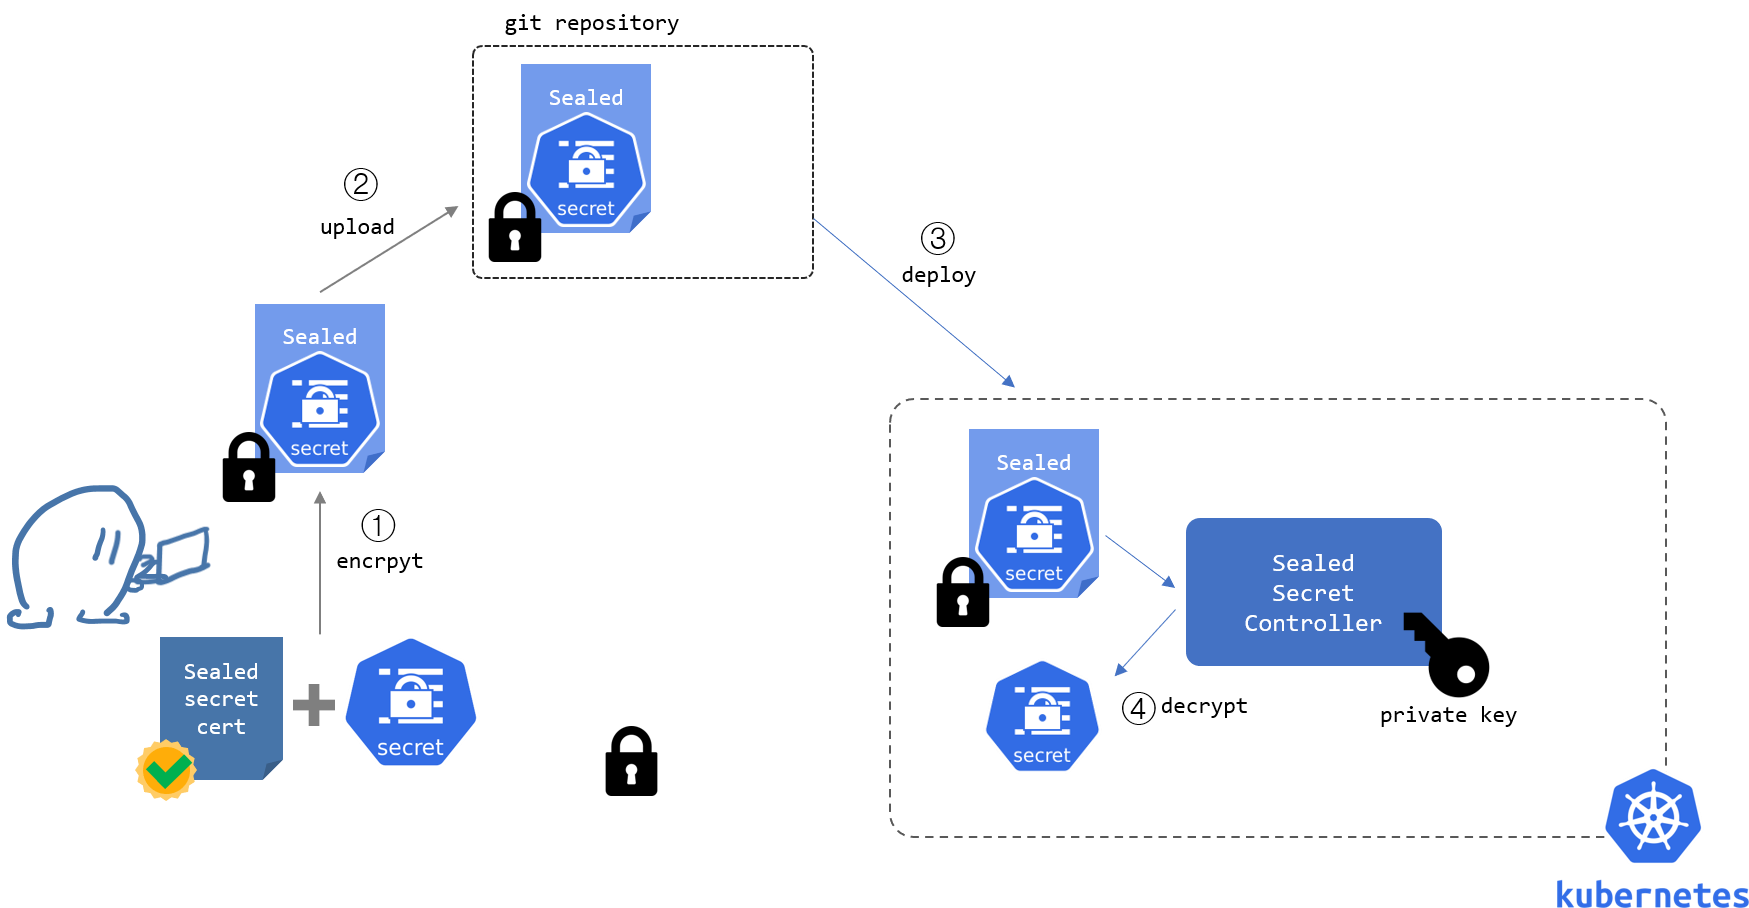 git repository
Sealed
secret
②
upload
③
deploy
Sealed
secret
①
encrpyt
Sealed
secret
cert
secret
Sealed
secret
Sealed
Secret
Controller
④ decrypt
secret
private key
kubernetes